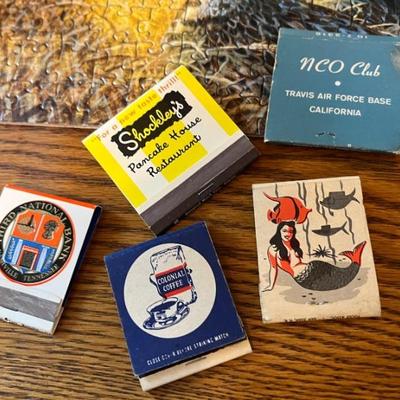 "For a new taste thrill"
Shockley's
Pancake House
Restaurant
NCO Club
TRAVIS AIR FORCE BASE
CALIFORNIA
NATIONAL BANK
TENNESSEE
COLONIAL
COFFEE
CLOSE COVER BEFORE STRIKING MATCH